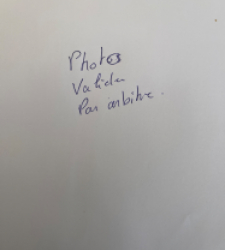 Photos
Valider
Par arbitre.